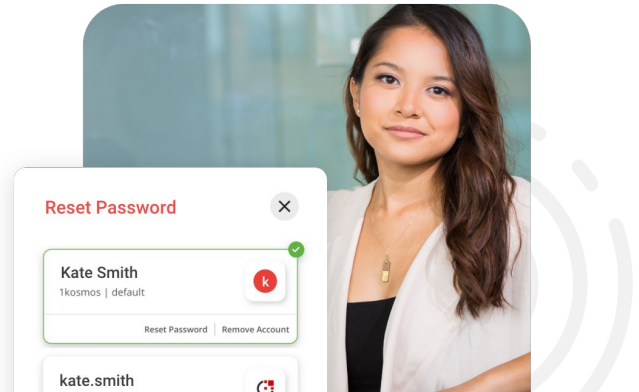 Reset Password
Kate Smith
k
1kosmos | default
Reset Password | Remove Account
kate.smith